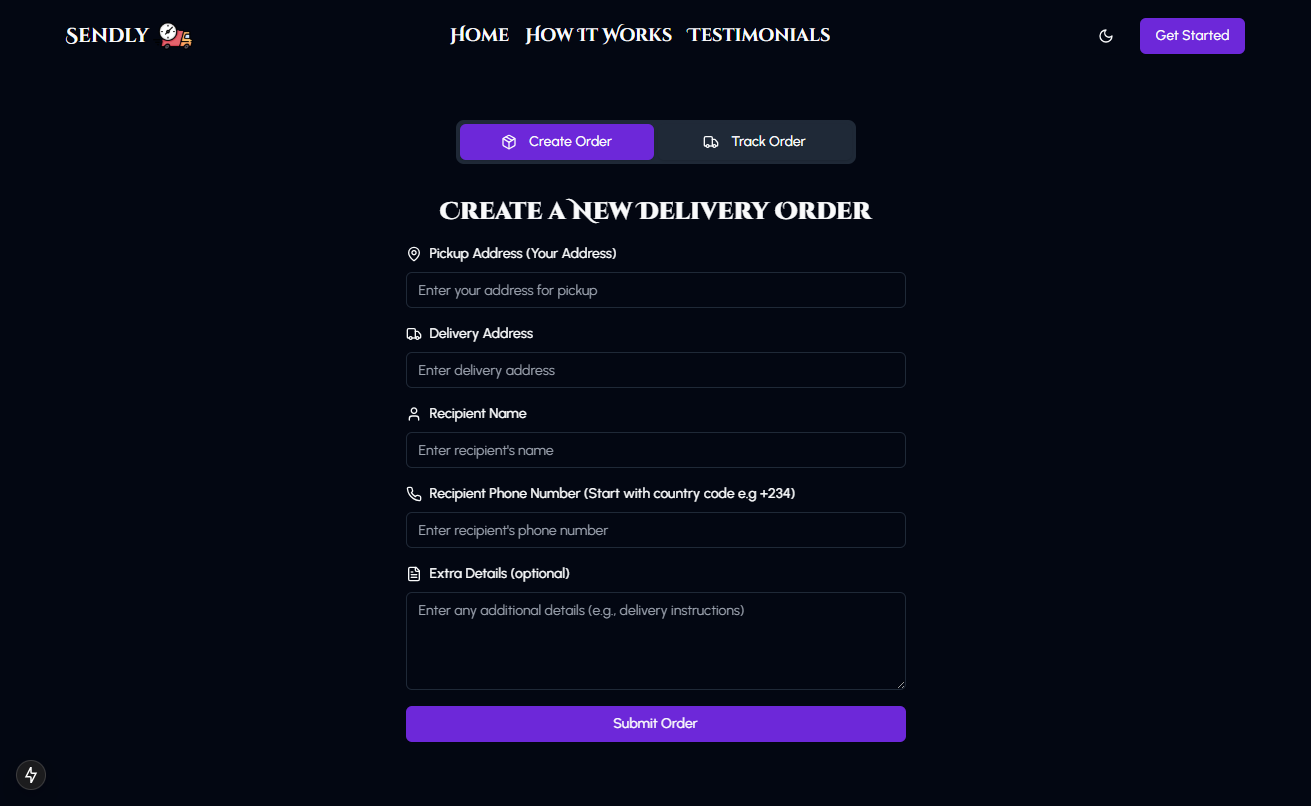 Sendly
Home How It Works Testimonials
Get Started
Create Order
Track Order
Create a New Delivery Order
Pickup Address (Your Address)
Enter your address for pickup
Delivery Address
Enter delivery address
Recipient Name
Enter recipient's name
Recipient Phone Number (Start with country code e.g +234)
Enter recipient's phone number
Extra Details (optional)
Enter any additional details (e.g., delivery instructions)
Submit Order